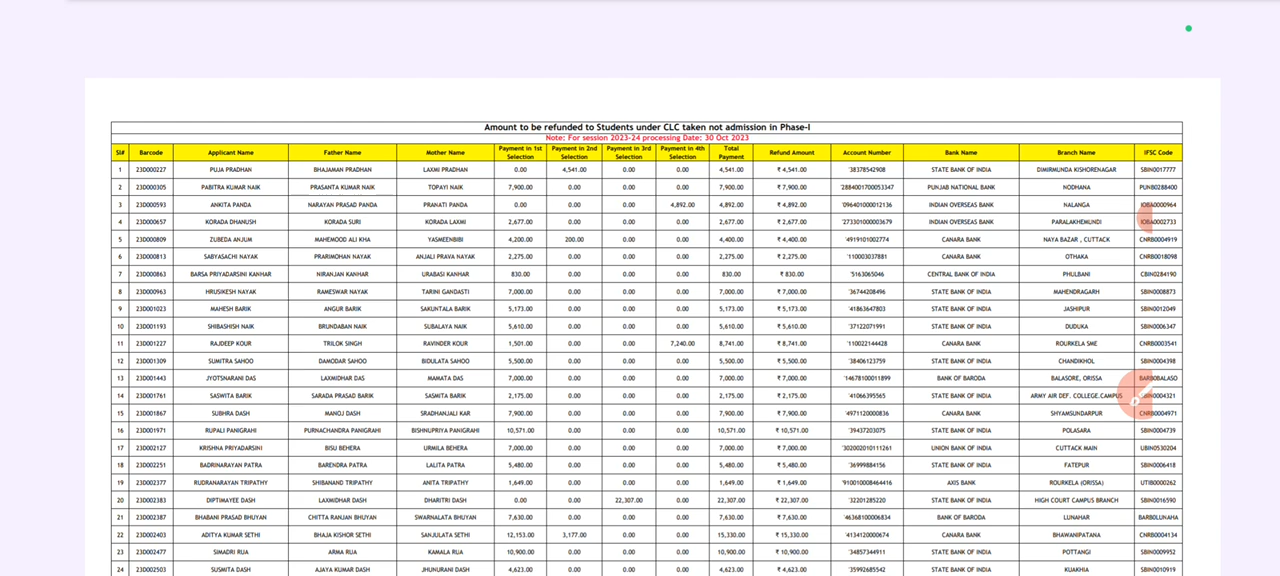 Amount to be refunded to Students under CLC taken not admission in Phase-I
Note: For session 2023-24 processing Date: 30 Oct 2023
Sl# Barcode Applicant Name Father Name Mother Name Payment in 1st Selection Payment in 2nd Selection Payment in 3rd Selection Payment in 4th Selection Total Payment Refund Amount Account Number Bank Name Branch Name IFSC Code
1 23D000227 PUJA PRADHAN BHAJAMAN PRADHAN LAXMI PRADHAN 0.00 4,541.00 0.00 0.00 4,541.00 ₹ 4,541.00 '38378542908 STATE BANK OF INDIA DIMIRMUNDA KISHORENAGAR SBIN0017777
2 23D000305 PABITRA KUMAR NAIK PRASANTA KUMAR NAIK TOPAYI NAIK 7,900.00 0.00 0.00 0.00 7,900.00 ₹ 7,900.00 '2884001700053347 PUNJAB NATIONAL BANK NODHANA PUNB0288400
3 23D000593 ANKITA PANDA NARAYAN PRASAD PANDA PRANATI PANDA 0.00 0.00 0.00 4,892.00 4,892.00 ₹ 4,892.00 '096401000012136 INDIAN OVERSEAS BANK NALANGA IOBA0000964
4 23D000657 KORADA DHANUSH KORADA SURI KORADA LAXMI 2,677.00 0.00 0.00 0.00 2,677.00 ₹ 2,677.00 '273301000003679 INDIAN OVERSEAS BANK PARALAKHEMUNDI IOBA0002733
5 23D000809 ZUBEDA ANJUM MAHEMOOD ALI KHA YASMEENBIBI 4,200.00 200.00 0.00 0.00 4,400.00 ₹ 4,400.00 '4919101002774 CANARA BANK NAYA BAZAR , CUTTACK CNRB0004919
6 23D000813 SABYASACHI NAYAK PRARIMOHAN NAYAK ANJALI PRAVA NAYAK 2,275.00 0.00 0.00 0.00 2,275.00 ₹ 2,275.00 '110003037881 CANARA BANK OTHAKA CNRB0018098
7 23D000863 BARSA PRIYADARSINI KANHAR NIRANJAN KANHAR URABASI KANHAR 830.00 0.00 0.00 0.00 830.00 ₹ 830.00 '5163065046 CENTRAL BANK OF INDIA PHULBANI CBIN0284190
8 23D000963 HRUSIKESH NAYAK RAMESWAR NAYAK TARINI GANDASTI 7,000.00 0.00 0.00 0.00 7,000.00 ₹ 7,000.00 '36744208496 STATE BANK OF INDIA MAHENDRAGARH SBIN0008873
9 23D001023 MAHESH BARIK ANGUR BARIK SAKUNTALA BARIK 5,173.00 0.00 0.00 0.00 5,173.00 ₹ 5,173.00 '41863647803 STATE BANK OF INDIA JASHIPUR SBIN0012049
10 23D001193 SHIBASHISH NAIK BRUNDABAN NAIK SUBALAYA NAIK 5,610.00 0.00 0.00 0.00 5,610.00 ₹ 5,610.00 '37122071991 STATE BANK OF INDIA DUDUKA SBIN0006347
11 23D001227 RAJDEEP KOUR TRILOK SINGH RAVINDER KOUR 1,501.00 0.00 0.00 7,240.00 8,741.00 ₹ 8,741.00 '110022144428 CANARA BANK ROURKELA SME CNRB0003541
12 23D001309 SUMITRA SAHOO DAMODAR SAHOO BIDULATA SAHOO 5,500.00 0.00 0.00 0.00 5,500.00 ₹ 5,500.00 '38406123759 STATE BANK OF INDIA CHANDIKHOL SBIN0004398
13 23D001443 JYOTSNARANI DAS LAXMIDHAR DAS MAMATA DAS 7,000.00 0.00 0.00 0.00 7,000.00 ₹ 7,000.00 '14678100011899 BANK OF BARODA BALASORE, ORISSA BARB0BALASO
14 23D001761 SASWITA BARIK SARADA PRASAD BARIK SASMITA BARIK 2,175.00 0.00 0.00 0.00 2,175.00 ₹ 2,175.00 '41066395565 STATE BANK OF INDIA ARMY AIR DEF. COLLEGE.CAMPUS SBIN0004321
15 23D001867 SUBHRA DASH MANOJ DASH SRADHANJALI KAR 7,900.00 0.00 0.00 0.00 7,900.00 ₹ 7,900.00 '4971120000836 CANARA BANK SHYAMSUNDARPUR CNRB0004971
16 23D001971 RUPALI PANIGRAHI PURNACHANDRA PANIGRAHI BISHNUPRIYA PANIGRAHI 10,571.00 0.00 0.00 0.00 10,571.00 ₹ 10,571.00 '39437203075 STATE BANK OF INDIA POLASARA SBIN0004739
17 23D002127 KRISHNA PRIYADARSINI BISU BEHERA URMILA BEHERA 7,000.00 0.00 0.00 0.00 7,000.00 ₹ 7,000.00 '302002010111261 UNION BANK OF INDIA CUTTACK MAIN UBIN0530204
18 23D002251 BADRINARAYAN PATRA BARENDRA PATRA LALITA PATRA 5,480.00 0.00 0.00 0.00 5,480.00 ₹ 5,480.00 '36999884156 STATE BANK OF INDIA FATEPUR SBIN0006418
19 23D002377 RUDRANARAYAN TRIPATHY SHIBANAND TRIPATHY ANITA TRIPATHY 1,649.00 0.00 0.00 0.00 1,649.00 ₹ 1,649.00 '910010008464416 AXIS BANK ROURKELA (ORISSA) UTIB0000262
20 23D002383 DIPTIMAYEE DASH LAXMIDHAR DASH DHARITRI DASH 0.00 0.00 22,307.00 0.00 22,307.00 ₹ 22,307.00 '32201285220 STATE BANK OF INDIA HIGH COURT CAMPUS BRANCH SBIN0016590
21 23D002387 BHABANI PRASAD BHUYAN CHITTA RANJAN BHUYAN SWARNALATA BHUYAN 7,630.00 0.00 0.00 0.00 7,630.00 ₹ 7,630.00 '46368100006834 BANK OF BARODA LUNAHAR BARB0LUNAHA
22 23D002403 ADITYA KUMAR SETHI BHAJA KISHOR SETHI SANJULATA SETHI 12,153.00 3,177.00 0.00 0.00 15,330.00 ₹ 15,330.00 '4134120000674 CANARA BANK BHAWANIPATANA CNRB0004134
23 23D002477 SIMADRI RUA ARMA RUA KAMALA RUA 10,900.00 0.00 0.00 0.00 10,900.00 ₹ 10,900.00 '34857344911 STATE BANK OF INDIA POTTANGI SBIN0009952
24 23D002503 SUSMITA DASH AJAYA KUMAR DASH JHUNURANI DASH 4,623.00 0.00 0.00 0.00 4,623.00 ₹ 4,623.00 '35992685542 STATE BANK OF INDIA KUAKHIA SBIN0010919